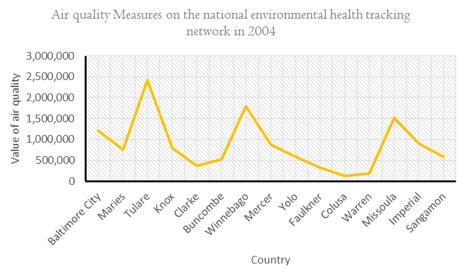 Air quality Measures on the national environmental health tracking
network in 2004
3,000,000
2,500,000
2,000,000
1,500,000
1,000,000
500,000
0
Value of air quality
Baltimore City
Maries
Tulare
Knox
Clarke
Buncombe
Winnebago
Mercer
Yolo
Faulkner
Colusa
Warren
Missoula
Imperial
Sangamon
Country